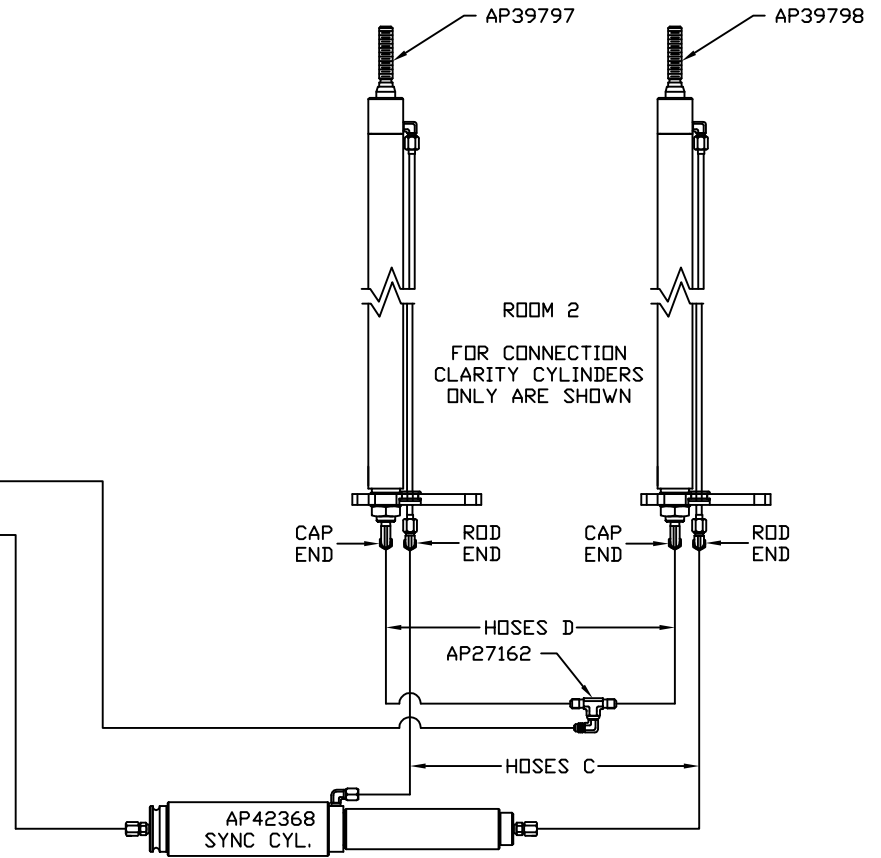 AP39797
AP39798
ROOM 2
FOR CONNECTION
CLARITY CYLINDERS
ONLY ARE SHOWN
CAP
END
ROD
END
CAP
END
ROD
END
HOSES D
AP27162
HOSES C
AP42368
SYNC CYL.